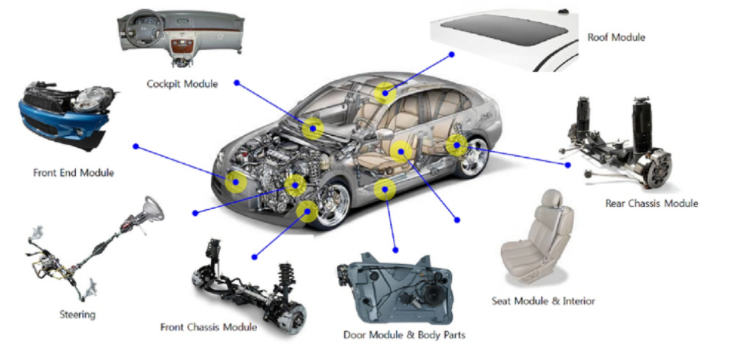 Roof Module
Cockpit Module
Front End Module
Rear Chassis Module
Seat Module & Interior
Steering
Front Chassis Module
Door Module & Body Parts